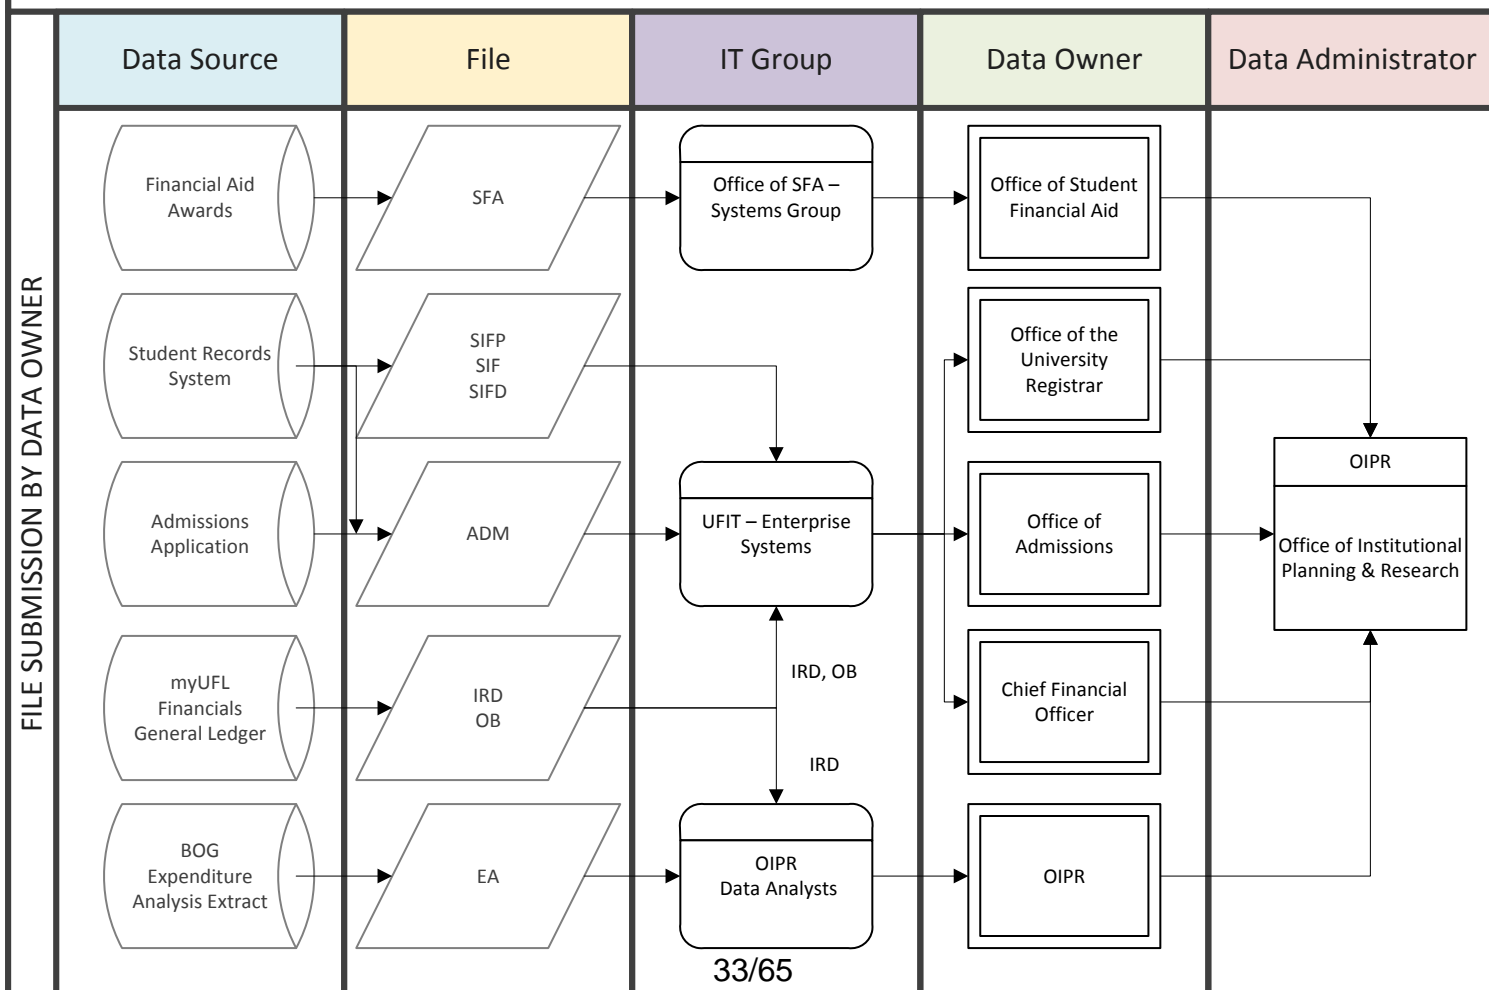 Data Source
File
IT Group
Data Owner
Data Administrator
FILE SUBMISSION BY DATA OWNER
Financial Aid
Awards
SFA
Office of SFA –
Systems Group
Office of Student
Financial Aid
Student Records
System
SIFP
SIF
SIFD
Office of the
University
Registrar
Admissions
Application
ADM
UFIT – Enterprise
Systems
Office of
Admissions
OIPR
Office of Institutional
Planning & Research
myUFL
Financials
General Ledger
IRD
OB
IRD, OB
IRD
Chief Financial
Officer
BOG
Expenditure
Analysis Extract
EA
OIPR
Data Analysts
OIPR
33/65